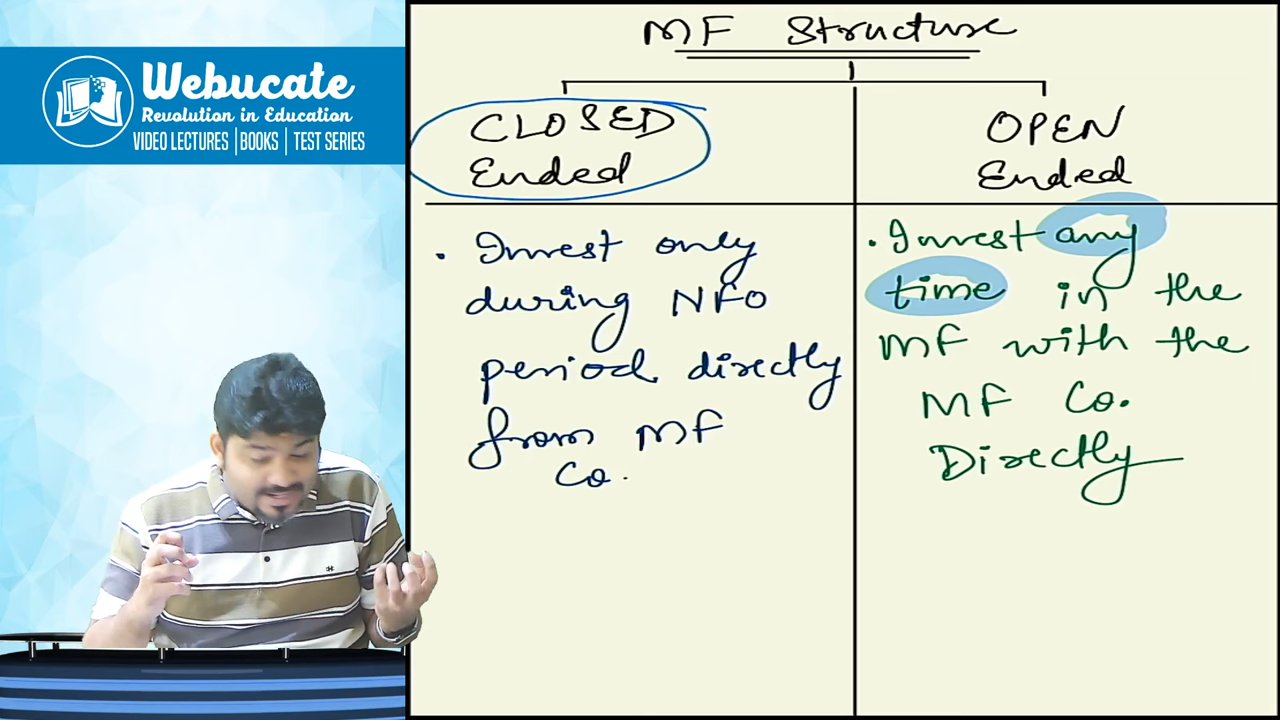 Webucate
Revolution in Education
VIDEO LECTURES | BOOKS | TEST SERIES
MF Structure
CLOSED
Ended
• Invest only
during NFO
period directly
from MF
Co.
OPEN
Ended
• Invest any
time in the
MF with the
MF Co.
Directly